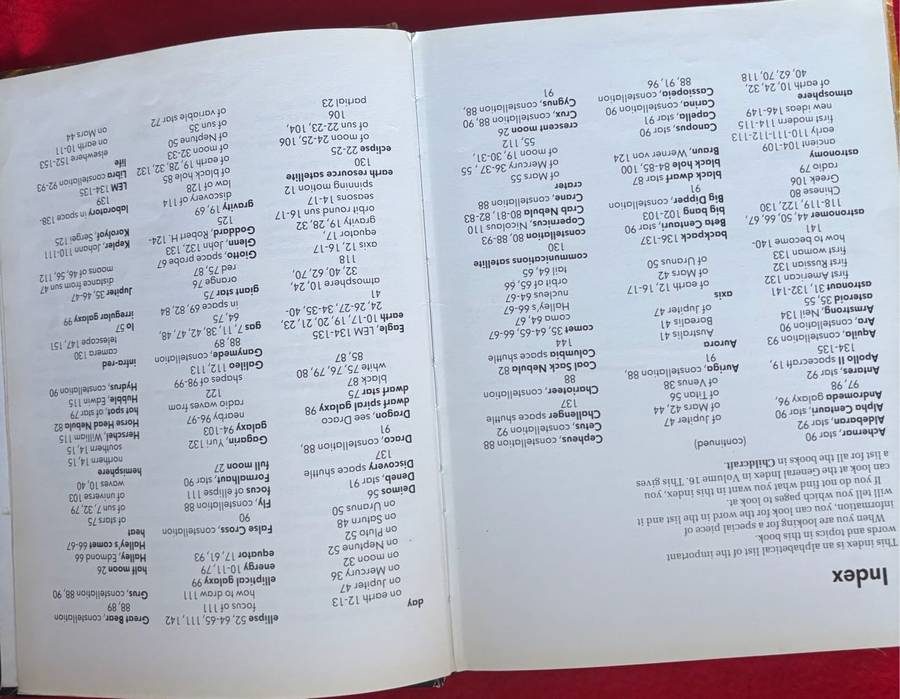 Index
This index is an alphabetical list of the important
words and topics in this book.
When you are looking for a special piece of
information, you can look for the word in the list and it
will tell you which pages to look at.
If you do not find what you want in this index, you
can look at the General Index in Volume 16. This gives
a list for all the books in Childcraft.
Achernar, star 90
Aldebaran, star 92
Alpha Centauri, star 90
Andromeda galaxy 96,
97, 98
Antares, star 92
Apollo II spacecraft 19,
134-135
Aquila, constellation 93
Ara, constellation 90
Armstrong, Neil 134
asteroid 35, 55
astronaut 31, 132-141
first American 132
first Russian 132
first woman 133
how to become 140-
141
astronomer 44, 50, 66, 67,
118-119, 122, 130
Chinese 80
Greek 106
radio 79
astronomy
ancient 104-109
early 110-111-112-113
first modern 114-115
new ideas 146-149
atmosphere
of earth 10, 24, 32,
40, 62, 70, 118
(continued)
of Jupiter 47
of Mars 42, 44
of Titan 56
of Venus 38
Auriga, constellation 88,
91
Aurora
Australis 41
Borealis 41
of Jupiter 47
axis
of earth 12, 16-17
of Mars 42
of Uranus 50
backpack 136-137
Beta Centauri, star 90
big bang 102-103
Big Dipper, constellation
91
black dwarf star 87
black hole 84-85, 100
Braun, Werner von 124
Canopus, star 90
Capella, star 91
Carina, constellation 90
Cassiopeia, constellation
88, 91, 96
Cepheus, constellation 88
Cetus, constellation 92
Challenger space shuttle
137
Charioteer, constellation
88
Coal Sack Nebula 82
Columbia space shuttle
144
comet 35, 64-65, 66-67
coma 64, 67
Halley's 66-67
nucleus 64-67
orbit of 65, 66
tail 64, 65
communications satellite
130
constellation 80, 88-93
Copernicus, Nicolaus 110
Crab Nebula 80-81, 82-83
Crane, constellation 88
crater
of Mars 55
of Mercury 36-37, 55
of moon 19, 30-31,
55, 112
crescent moon 26
Crux, constellation 88, 90
Cygnus, constellation 88,
91
day
on earth 12-13
on Jupiter 47
on Mercury 36
on moon 32
on Neptune 52
on Pluto 52
on Saturn 48
on Uranus 50
Deimos 56
Deneb, star 91
Discovery space shuttle
137
Draco, constellation 88,
91
Dragon, see Draco
dwarf spiral galaxy 98
dwarf star 75
black 87
white 75, 76, 79, 80
85, 87
Eagle, LEM 134-135
earth 10-17, 19, 20, 21, 23,
24, 26-27, 34-35, 40-
41
atmosphere 10, 24,
32, 40, 62, 70,
118
axis 12, 16-17
equator 17,
gravity 19, 28, 32
orbit round sun 16-17
seasons 14-17
spinning motion 12
earth resource satellite
130
eclipse 22-25
of moon 24-25, 106
of sun 22-23, 104,
106
partial 23
ellipse 52, 64-65, 111, 142
focus of 111
how to draw 111
elliptical galaxy 99
energy 10-11, 79
equator 17, 61, 93
False Cross, constellation
90
Fly, constellation 88
focus of ellipse 111
Formalhaut, star 90
full moon 27
Gagarin, Yuri 132
galaxy 94-103
nearby 96-97
radio waves from
122
shapes of 98-99
Galileo 112, 113
Ganymede, constellation
88, 89
gas 7, 11, 38, 42, 47, 48,
64, 75
in space 69, 82, 84
giant star 75
orange 76
red 75, 87
Giotto, space probe 67
Glenn, John 132, 133
Goddard, Robert H. 124-
125
gravity 19, 69
discovery of 114
law of 128
of black hole 85
of earth 19, 28, 32, 132
of moon 32-33
of Neptune 50
of sun 35
of variable star 72
Great Bear, constellation
88, 89
Grus, constellation 88, 90
half moon 26
Halley, Edmond 66
Halley's comet 66-67
heat
of stars 75
of sun 7, 32, 79
of universe 103
waves 10, 40
hemisphere
northern 14, 15
southern 14, 15
Herschel, William 115
Horse Head Nebula 82
hot spot, of star 79
Hubble, Edwin 115
Hydrus, constellation 90
infra-red
camera 130
telescope 147, 151
Io 57
irregular galaxy 99
Jupiter 35, 46-47
distance from sun 47
moons of 46, 56, 112
Kepler, Johann 110-111
Korolyof, Sergei 125
laboratory in space 138-
139
LEM 134-135
Libra constellation 92-93
life
elsewhere 152-153
on earth 10-11
on Mars 44